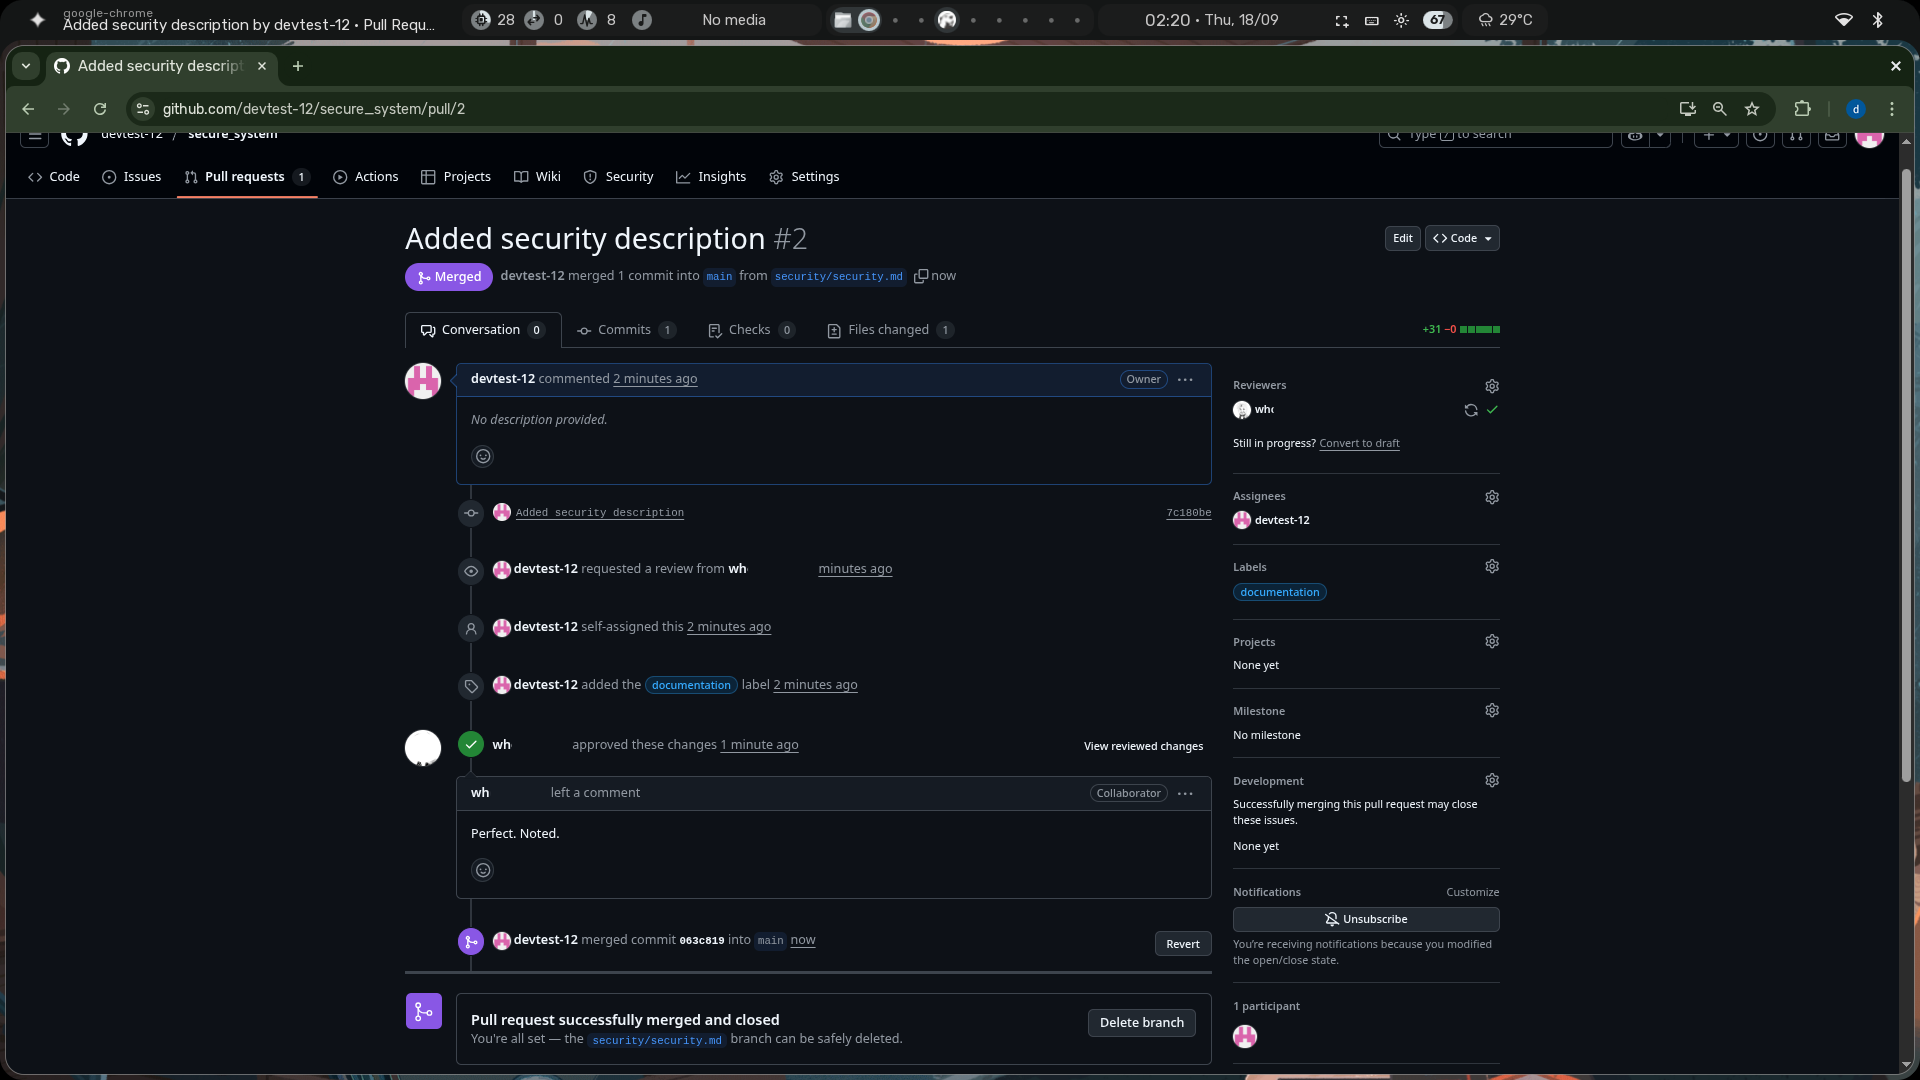 google-chrome
Added security description by devtest-12 • Pull Requ...
28 0 8
No media
02:20 • Thu, 18/09
67
29°C
Added security descript
github.com/devtest-12/secure_system/pull/2
d
devtest-12 / secure_system
Type / to search
Code Issues Pull requests 1 Actions Projects Wiki Security Insights Settings
Added security description #2
Edit
Code
Merged
devtest-12 merged 1 commit into main from security/security.md now
Conversation 0
Commits 1
Checks 0
Files changed 1
+31 −0
devtest-12 commented 2 minutes ago
Owner
No description provided.
Added security description
7c180be
devtest-12 requested a review from wh minutes ago
devtest-12 self-assigned this 2 minutes ago
devtest-12 added the documentation label 2 minutes ago
wh approved these changes 1 minute ago
View reviewed changes
wh left a comment
Collaborator
Perfect. Noted.
devtest-12 merged commit 063c819 into main now
Revert
Pull request successfully merged and closed
You're all set — the security/security.md branch can be safely deleted.
Delete branch
Reviewers
Still in progress? Convert to draft
Assignees
devtest-12
Labels
documentation
Projects
None yet
Milestone
No milestone
Development
Successfully merging this pull request may close
these issues.
None yet
Notifications
Customize
Unsubscribe
You're receiving notifications because you modified
the open/close state.
1 participant